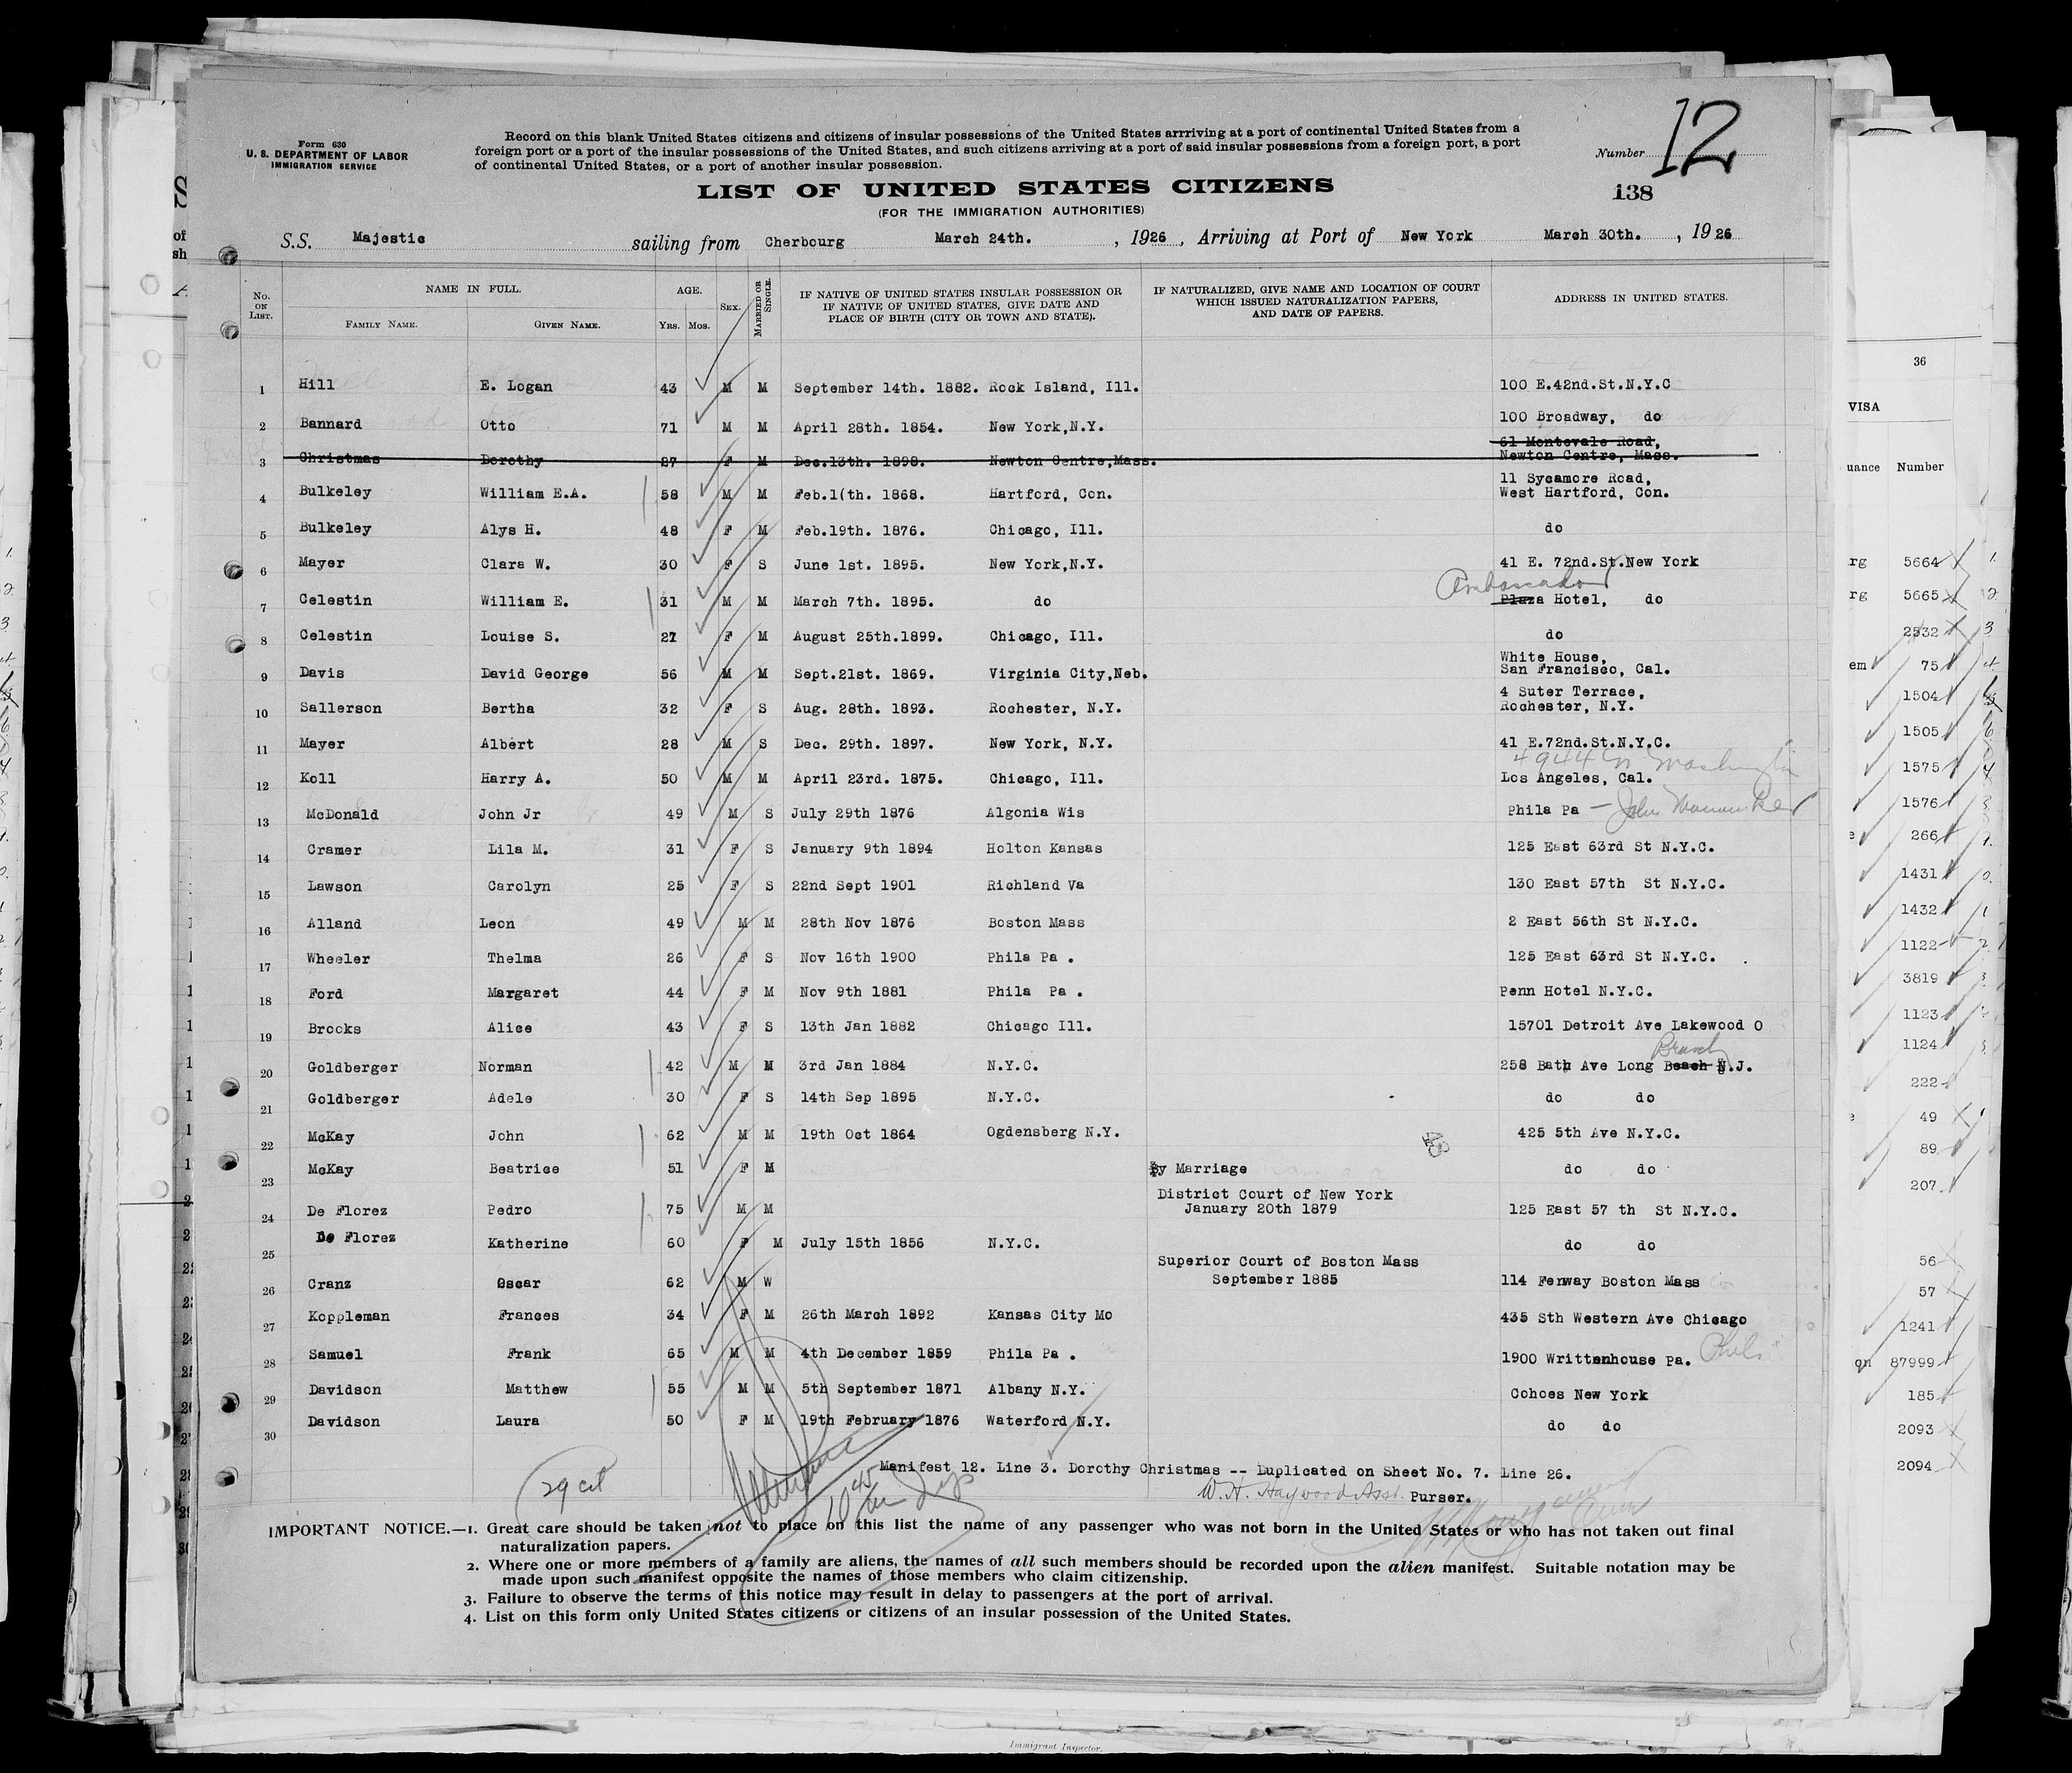 12
Form 630
U. S. DEPARTMENT OF LABOR
IMMIGRATION SERVICE
Record on this blank United States citizens and citizens of insular possessions of the United States arrriving at a port of continental United States from a
foreign port or a port of the insular possessions of the United States, and such citizens arriving at a port of said insular possessions from a foreign port, a port
of continental United States, or a port of another insular possession.
Number
LIST OF UNITED STATES CITIZENS
138
(FOR THE IMMIGRATION AUTHORITIES)
S.S. Majestic sailing from Cherbourg March 24th. , 1926 , Arriving at Port of New York March 30th. , 1926
No. ON LIST. NAME IN FULL. FAMILY NAME. GIVEN NAME. AGE. YRS. MOS. SEX. MARRIED OR SINGLE. IF NATIVE OF UNITED STATES INSULAR POSSESSION OR IF NATIVE OF UNITED STATES, GIVE DATE AND PLACE OF BIRTH (CITY OR TOWN AND STATE). IF NATURALIZED, GIVE NAME AND LOCATION OF COURT WHICH ISSUED NATURALIZATION PAPERS, AND DATE OF PAPERS. ADDRESS IN UNITED STATES.
1 Hill E. Logan 43 M M September 14th. 1882. Rock Island, Ill. 100 E.42nd.St.N.Y.C
2 Bannard Otto 71 M M April 28th. 1854. New York,N.Y. 100 Broadway, do
3 Christmas Dorothy 27 F M Dec.13th. 1898. Newton Centre,Mass. 61 Montevale Road, Newton Centre, Mass.
4 Bulkeley William E.A. 58 M M Feb.1(th. 1868. Hartford, Con. 11 Sycamore Road, West Hartford, Con.
5 Bulkeley Alys H. 48 F M Feb.19th. 1876. Chicago, Ill. do
6 Mayer Clara W. 30 F S June 1st. 1895. New York,N.Y. 41 E. 72nd.St.New York
7 Celestin William E. 31 M M March 7th. 1895. do Ambassador Plaza Hotel, do
8 Celestin Louise S. 27 F M August 25th.1899. Chicago, Ill. do
9 Davis David George 56 M M Sept.21st. 1869. Virginia City,Neb. White House, San Francisco, Cal.
10 Sallerson Bertha 32 F S Aug. 28th. 1893. Rochester, N.Y. 4 Suter Terrace, Rochester, N.Y.
11 Mayer Albert 28 M S Dec. 29th. 1897. New York, N.Y. 41 E.72nd.St.N.Y.C.
12 Koll Harry A. 50 M M April 23rd. 1875. Chicago, Ill. 4944 W Washington Los Angeles, Cal.
13 McDonald John Jr 49 M S July 29th 1876 Algonia Wis Phila Pa - John Wanamaker
14 Cramer Lila M. 31 F S January 9th 1894 Holton Kansas 125 East 63rd St N.Y.C.
15 Lawson Carolyn 25 F S 22nd Sept 1901 Richland Va 130 East 57th St N.Y.C.
16 Alland Leon 49 M M 28th Nov 1876 Boston Mass 2 East 56th St N.Y.C.
17 Wheeler Thelma 26 F S Nov 16th 1900 Phila Pa . 125 East 63rd St N.Y.C.
18 Ford Margaret 44 F M Nov 9th 1881 Phila Pa . Penn Hotel N.Y.C.
19 Brooks Alice 43 F S 13th Jan 1882 Chicago Ill. 15701 Detroit Ave Lakewood O
20 Goldberger Norman 42 M M 3rd Jan 1884 N.Y.C. 258 Bath Ave Long Beach Branch N.J.
21 Goldberger Adele 30 F S 14th Sep 1895 N.Y.C. do do
22 McKay John 62 M M 19th Oct 1864 Ogdensberg N.Y. 425 5th Ave N.Y.C.
23 McKay Beatrice 51 F M By Marriage do do
24 De Florez Pedro 75 M M District Court of New York January 20th 1879 125 East 57 th St N.Y.C.
25 De Florez Katherine 60 F M July 15th 1856 N.Y.C. do do
26 Cranz Oscar 62 M W Superior Court of Boston Mass September 1885 114 Fenway Boston Mass
27 Koppleman Frances 34 F M 26th March 1892 Kansas City Mo 435 Sth Western Ave Chicago
28 Samuel Frank 65 M M 4th December 1859 Phila Pa . 1900 Writtenhouse Pa. Phila
29 Davidson Matthew 55 M M 5th September 1871 Albany N.Y. Cohoes New York
30 Davidson Laura 50 F M 19th February 1876 Waterford N.Y. do do
29 cit
Manifest 12. Line 3. Dorothy Christmas -- Duplicated on Sheet No. 7. Line 26.
W.H. Haywood Asst. Purser.
IMPORTANT NOTICE.—1. Great care should be taken not to place on this list the name of any passenger who was not born in the United States or who has not taken out final
naturalization papers.
2. Where one or more members of a family are aliens, the names of all such members should be recorded upon the alien manifest. Suitable notation may be
made upon such manifest opposite the names of those members who claim citizenship.
3. Failure to observe the terms of this notice may result in delay to passengers at the port of arrival.
4. List on this form only United States citizens or citizens of an insular possession of the United States.
Immigrant Inspector.
36
VISA
uance Number
rg 5664
rg 5665
2532
em 75
1504
1505
1575
1576
266
1431
1432
1122
3819
1123
1124
222
49
89
207
56
57
1241
on 87999
185
2093
2094